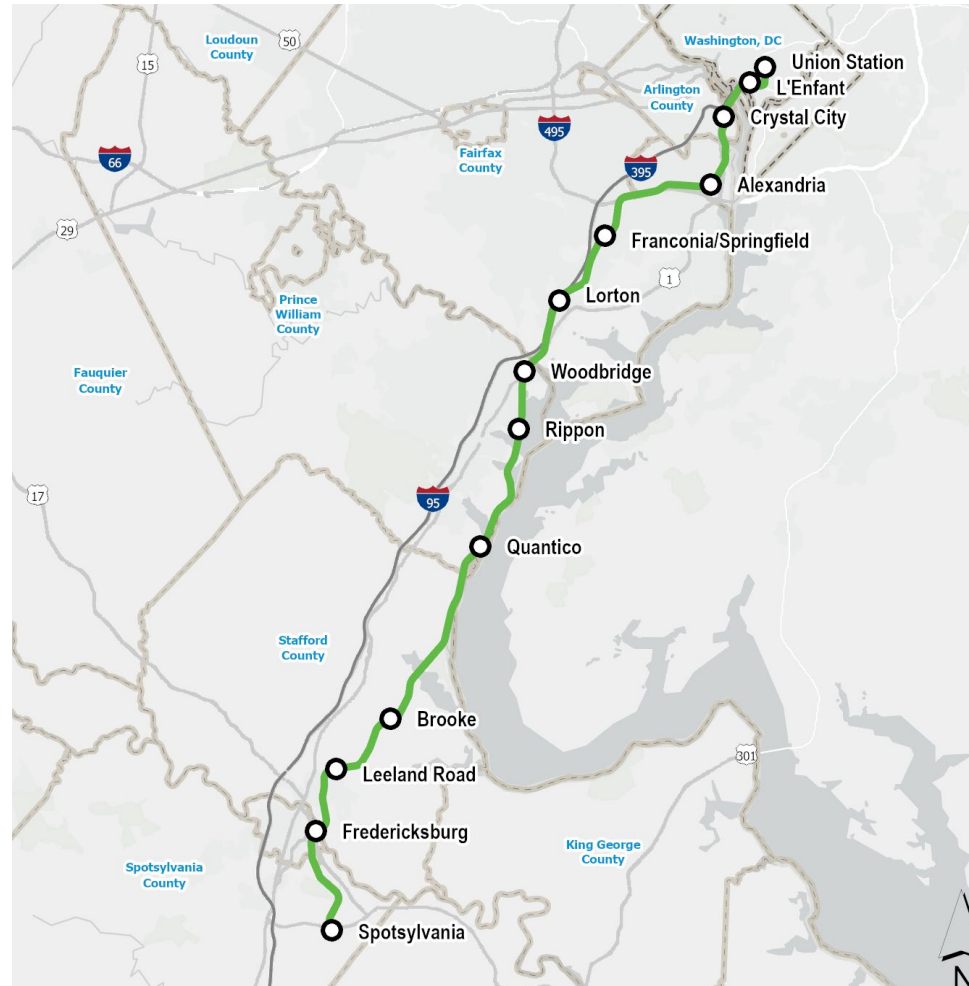 Loudoun
County
50
15
Washington, DC
Union Station
L'Enfant
Arlington
County
Crystal City
495
66
Fairfax
County
395
Alexandria
29
Franconia/Springfield
1
Lorton
Prince
William
County
Woodbridge
Fauquier
County
Rippon
17
95
Quantico
Stafford
County
Brooke
301
Leeland Road
Fredericksburg
King George
County
Spotsylvania
County
Spotsylvania
N